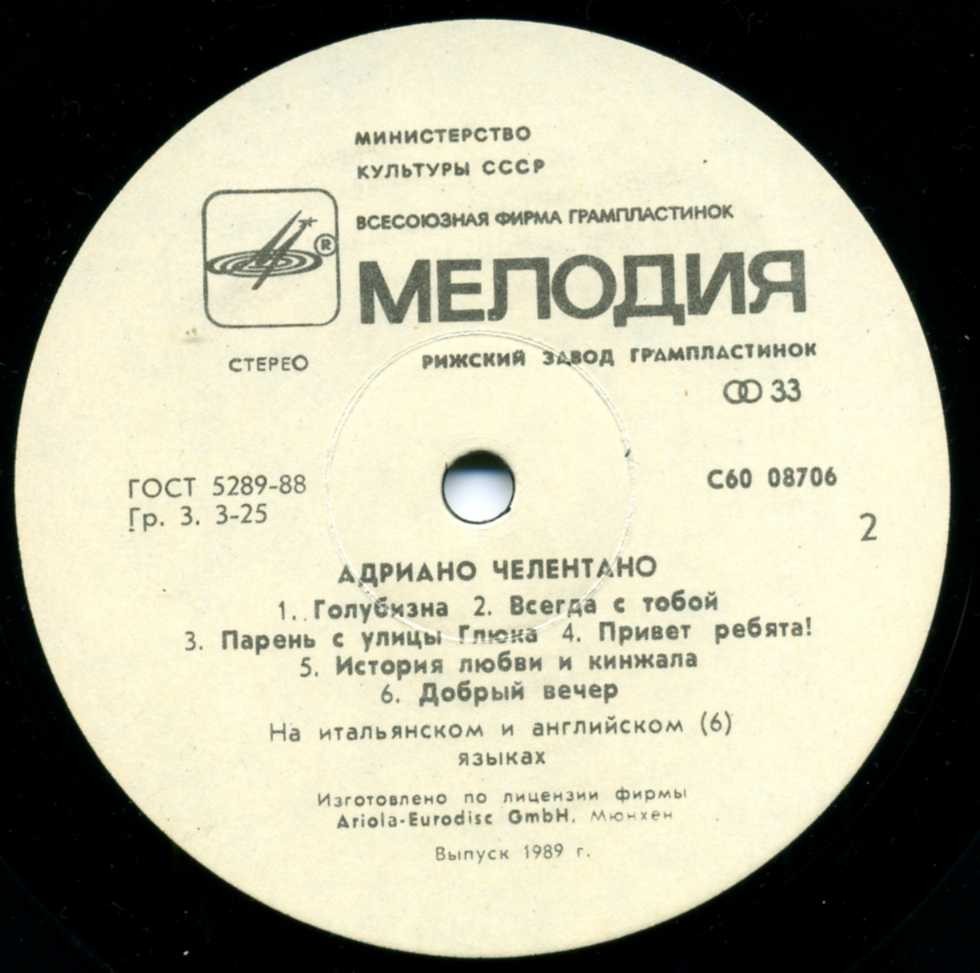 МИНИСТЕРСТВО
КУЛЬТУРЫ СССР
ВСЕСОЮЗНАЯ ФИРМА ГРАМПЛАСТИНОК
®
МЕЛОДИЯ
СТЕРЕО
РИЖСКИЙ ЗАВОД ГРАМПЛАСТИНОК
33
ГОСТ 5289-88
Гр. 3. 3-25
С60 08706
2
АДРИАНО ЧЕЛЕНТАНО
1.. Голубизна 2. Всегда с тобой
3. Парень с улицы Глюка 4. Привет ребята!
5. История любви и кинжала
6. Добрый вечер
На итальянском и английском (6)
языках
Изготовлено по лицензии фирмы
Ariola-Eurodisc GmbH. Мюнхен
Выпуск 1989 г.